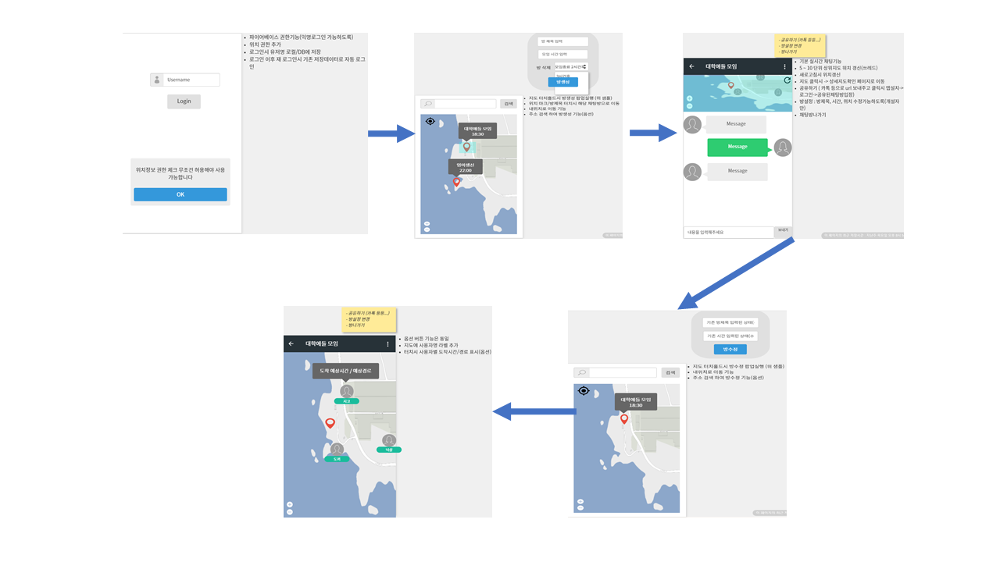 Username
Login
위치정보 권한 체크 무조건 허용해야 사용
가능합니다
OK
• 파이어베이스 권한기능(익명로그인 가능하도록)
• 위치 권한 추가
• 로그인시 유저명 로컬/DB에 저장
• 로그인 이후 재 로그인시 기존 저장데이터로 자동 로그
인
방 제목 입력
모임 시간 입력
방 삭제
모임종료 2시간
방생성
검색
대학애들 모임
18:30
엄마생신
22:00
• 지도 터치홀드시 방생성 팝업실행 (위 샘플)
• 위치 마크/방제목 터치시 해당 채팅방으로 이동
• 내위치로 이동 기능
• 주소 검색 하여 방생성 기능(옵션)
- 공유하기 (카톡 등등...)
- 방설정 변경
- 방나가기
대학애들 모임
Message
Message
Message
내용을 입력해주세요
보내기
• 기본 실시간 채팅기능
• 5 ~ 10 단위 상위지도 위치 갱신(쓰레드)
• 새로고침시 위치갱신
• 지도 클릭시 -> 상세지도확인 페이지로 이동
• 공유하기 ( 카톡 등으로 url 보내주고 클릭시 앱설치->
로그인->공유된채팅방입장)
• 방설정 : 방제목, 시간, 위치 수정가능하도록(개설자
만)
• 채팅방나가기
- 공유하기 (카톡 등등...)
- 방설정 변경
- 방나가기
대학애들 모임
도착 예상시간 / 예상경로
• 옵션 버튼 기능은 동일
• 지도에 사용자명 라벨 추가
• 터치시 사용자별 도착시간/경로 표시(옵션)
기존 방제목 입력된 상태(
기존 시간 입력된 상태(수
방수정
검색
대학애들 모임
18:30
• 지도 터치홀드시 방수정 팝업실행 (위 샘플)
• 내위치로 이동 기능
• 주소 검색 하여 방수정 기능(옵션)